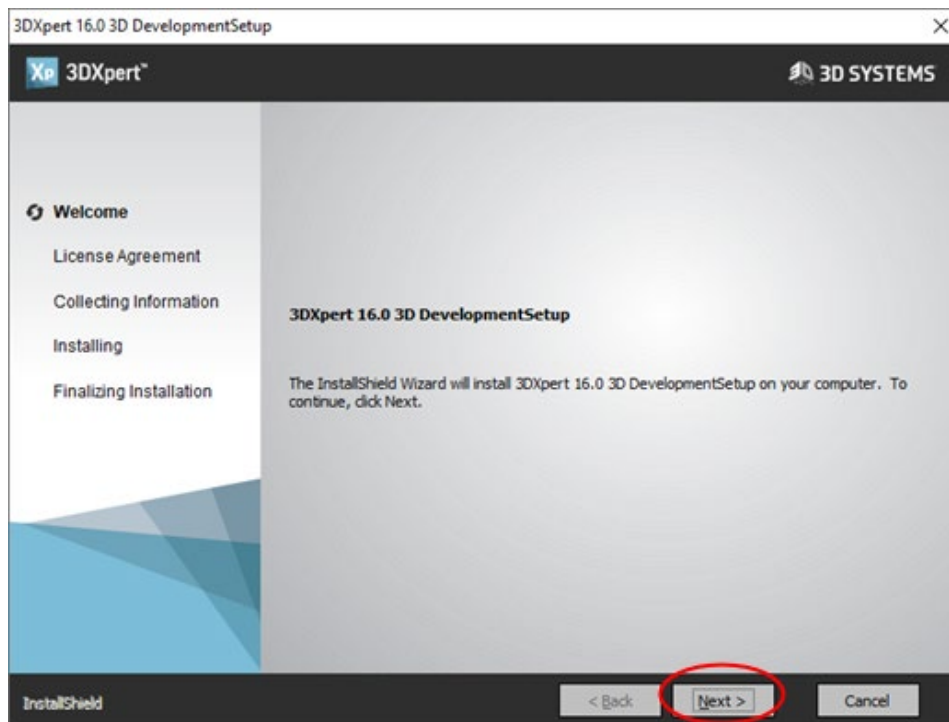 3DXpert 16.0 3D DevelopmentSetup
Xp 3DXpert™
3D SYSTEMS
Welcome
License Agreement
Collecting Information
Installing
Finalizing Installation
3DXpert 16.0 3D DevelopmentSetup
The InstallShield Wizard will install 3DXpert 16.0 3D DevelopmentSetup on your computer. To
continue, click Next.
InstallShield
< Back
Next >
Cancel